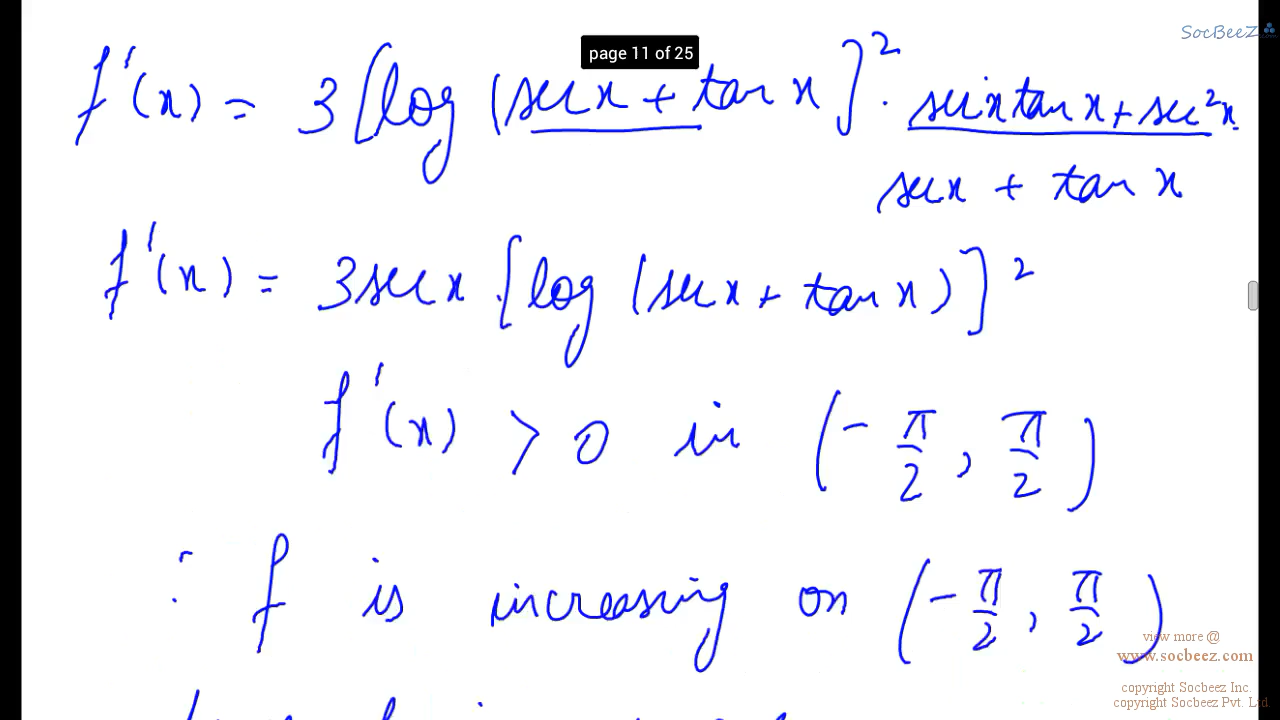 SocBeeZ.com
page 11 of 25
f'(x) = 3 [log (sec x + tan x]². sec x tan x + sec² x
sec x + tan x
f'(x) = 3 sec x . [log (sec x + tan x)]²
f'(x) > 0 in (-π/2, π/2)
∴ f is increasing on (-π/2, π/2)
view more @
www.socbeez.com
copyright Socbeez Inc.
copyright Socbeez Pvt. Ltd.